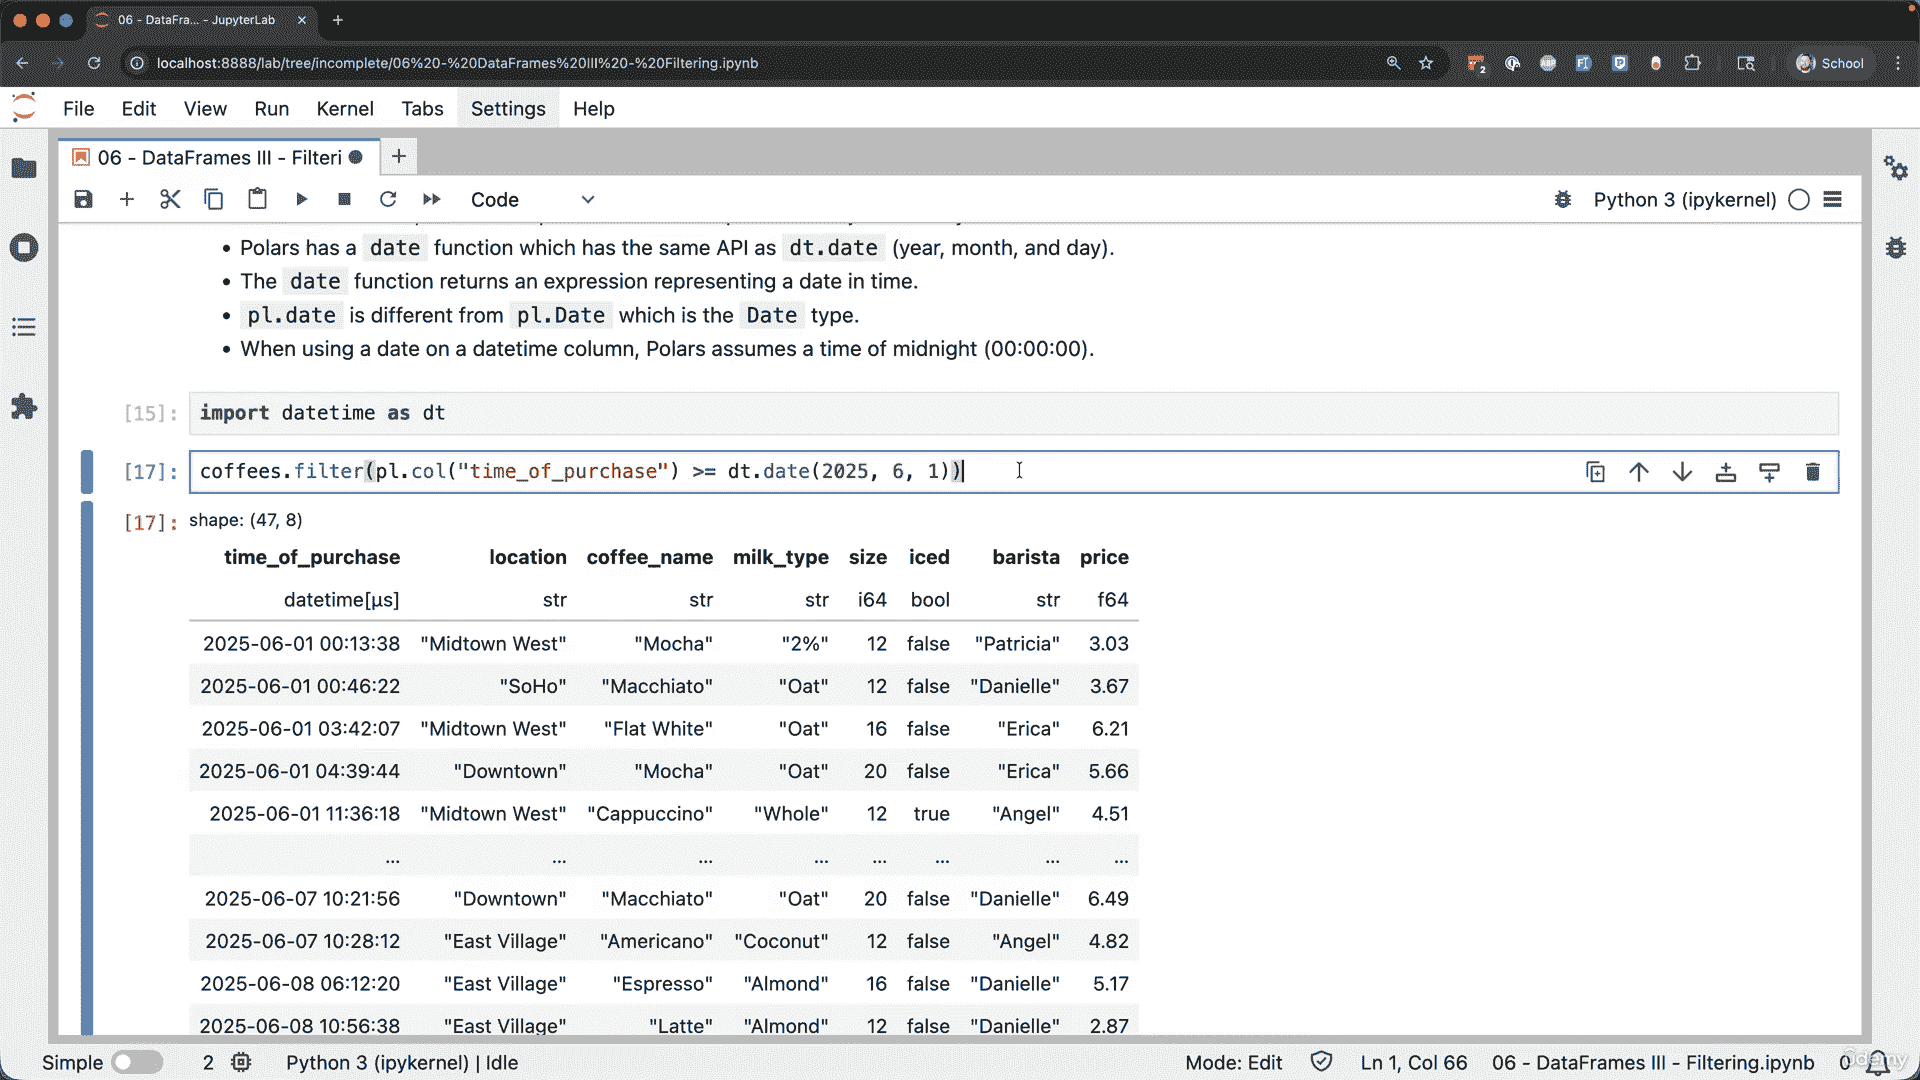 06 - DataFra... - JupyterLab
localhost:8888/lab/tree/incomplete/06%20-%20DataFrames%20III%20-%20Filtering.ipynb
2
ABP
School
File Edit View Run Kernel Tabs Settings Help
06 - DataFrames III - Filteri
Code
Python 3 (ipykernel)
• Polars has a date function which has the same API as dt.date (year, month, and day).
• The date function returns an expression representing a date in time.
• pl.date is different from pl.Date which is the Date type.
• When using a date on a datetime column, Polars assumes a time of midnight (00:00:00).
[15]: import datetime as dt
[17]: coffees.filter(pl.col("time_of_purchase") >= dt.date(2025, 6, 1))
[17]: shape: (47, 8)
time_of_purchase location coffee_name milk_type size iced barista price
datetime[μs] str str str i64 bool str f64
2025-06-01 00:13:38 "Midtown West" "Mocha" "2%" 12 false "Patricia" 3.03
2025-06-01 00:46:22 "SoHo" "Macchiato" "Oat" 12 false "Danielle" 3.67
2025-06-01 03:42:07 "Midtown West" "Flat White" "Oat" 16 false "Erica" 6.21
2025-06-01 04:39:44 "Downtown" "Mocha" "Oat" 20 false "Erica" 5.66
2025-06-01 11:36:18 "Midtown West" "Cappuccino" "Whole" 12 true "Angel" 4.51
... ... ... ... ... ... ... ...
2025-06-07 10:21:56 "Downtown" "Macchiato" "Oat" 20 false "Danielle" 6.49
2025-06-07 10:28:12 "East Village" "Americano" "Coconut" 12 false "Angel" 4.82
2025-06-08 06:12:20 "East Village" "Espresso" "Almond" 16 false "Danielle" 5.17
2025-06-08 10:56:38 "East Village" "Latte" "Almond" 12 false "Danielle" 2.87
Simple 2 Python 3 (ipykernel) | Idle Mode: Edit Ln 1, Col 66 06 - DataFrames III - Filtering.ipynb 0
Udemy